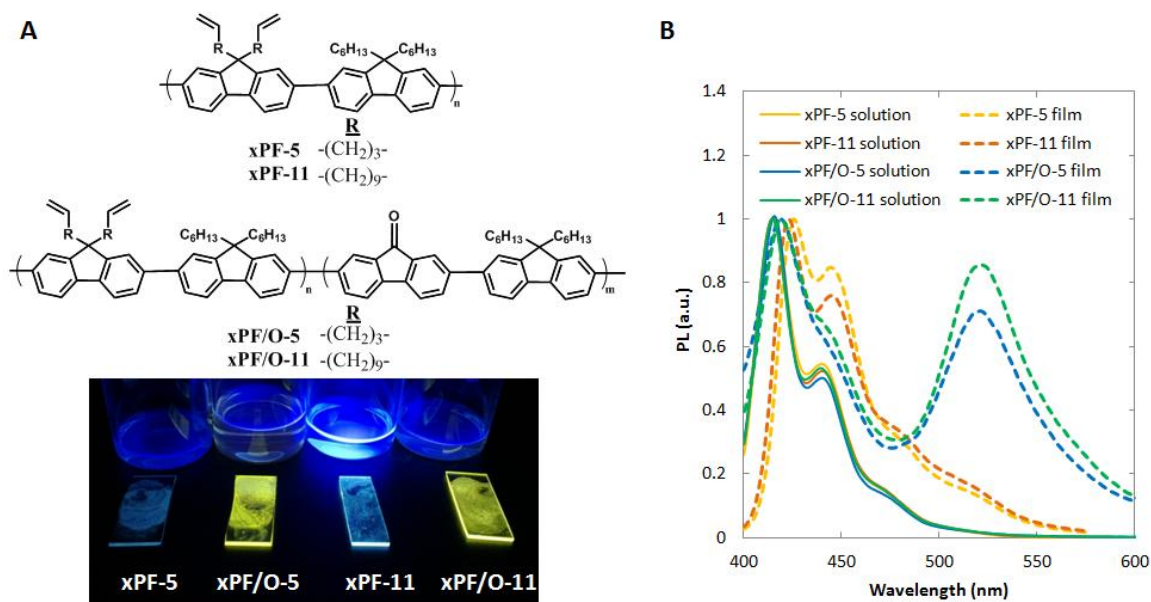 A
R R
C₆H₁₃ C₆H₁₃
n
R
xPF-5 -(CH₂)₃-
xPF-11 -(CH₂)₉-
O
R R
C₆H₁₃ C₆H₁₃
C₆H₁₃ C₆H₁₃
n
m
R
xPF/O-5 -(CH₂)₃-
xPF/O-11 -(CH₂)₉-
xPF-5 xPF/O-5 xPF-11 xPF/O-11
B
1.4
1.2
1
0.8
0.6
0.4
0.2
0
PL (a.u.)
xPF-5 solution xPF-5 film
xPF-11 solution xPF-11 film
xPF/O-5 solution xPF/O-5 film
xPF/O-11 solution xPF/O-11 film
400 450 500 550 600
Wavelength (nm)